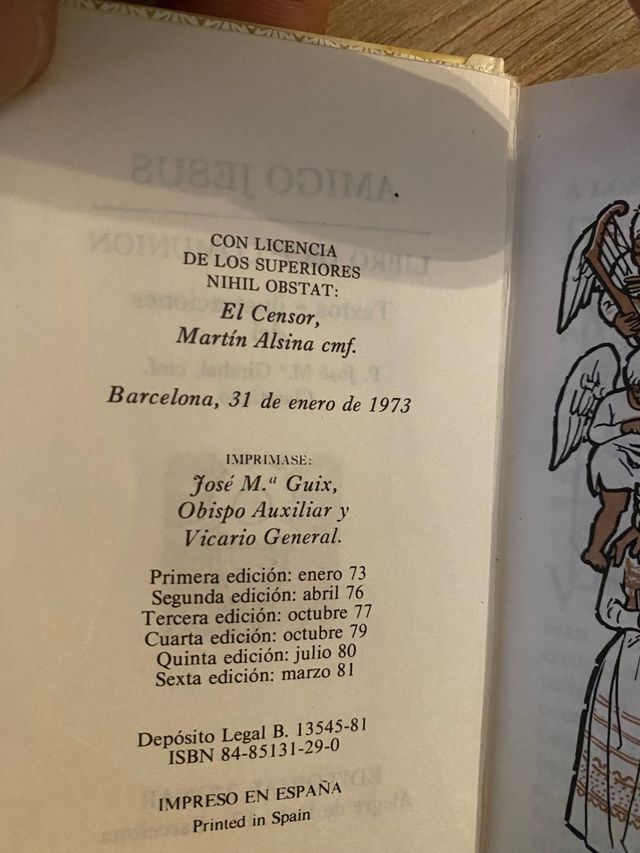 CON LICENCIA
DE LOS SUPERIORES
NIHIL OBSTAT:
El Censor,
Martín Alsina cmf.
Barcelona, 31 de enero de 1973
IMPRIMASE:
José M.ª Guix,
Obispo Auxiliar y
Vicario General.
Primera edición: enero 73
Segunda edición: abril 76
Tercera edición: octubre 77
Cuarta edición: octubre 79
Quinta edición: julio 80
Sexta edición: marzo 81
Depósito Legal B. 13545-81
ISBN 84-85131-29-0
IMPRESO EN ESPAÑA
Printed in Spain
AMIGO JESUS